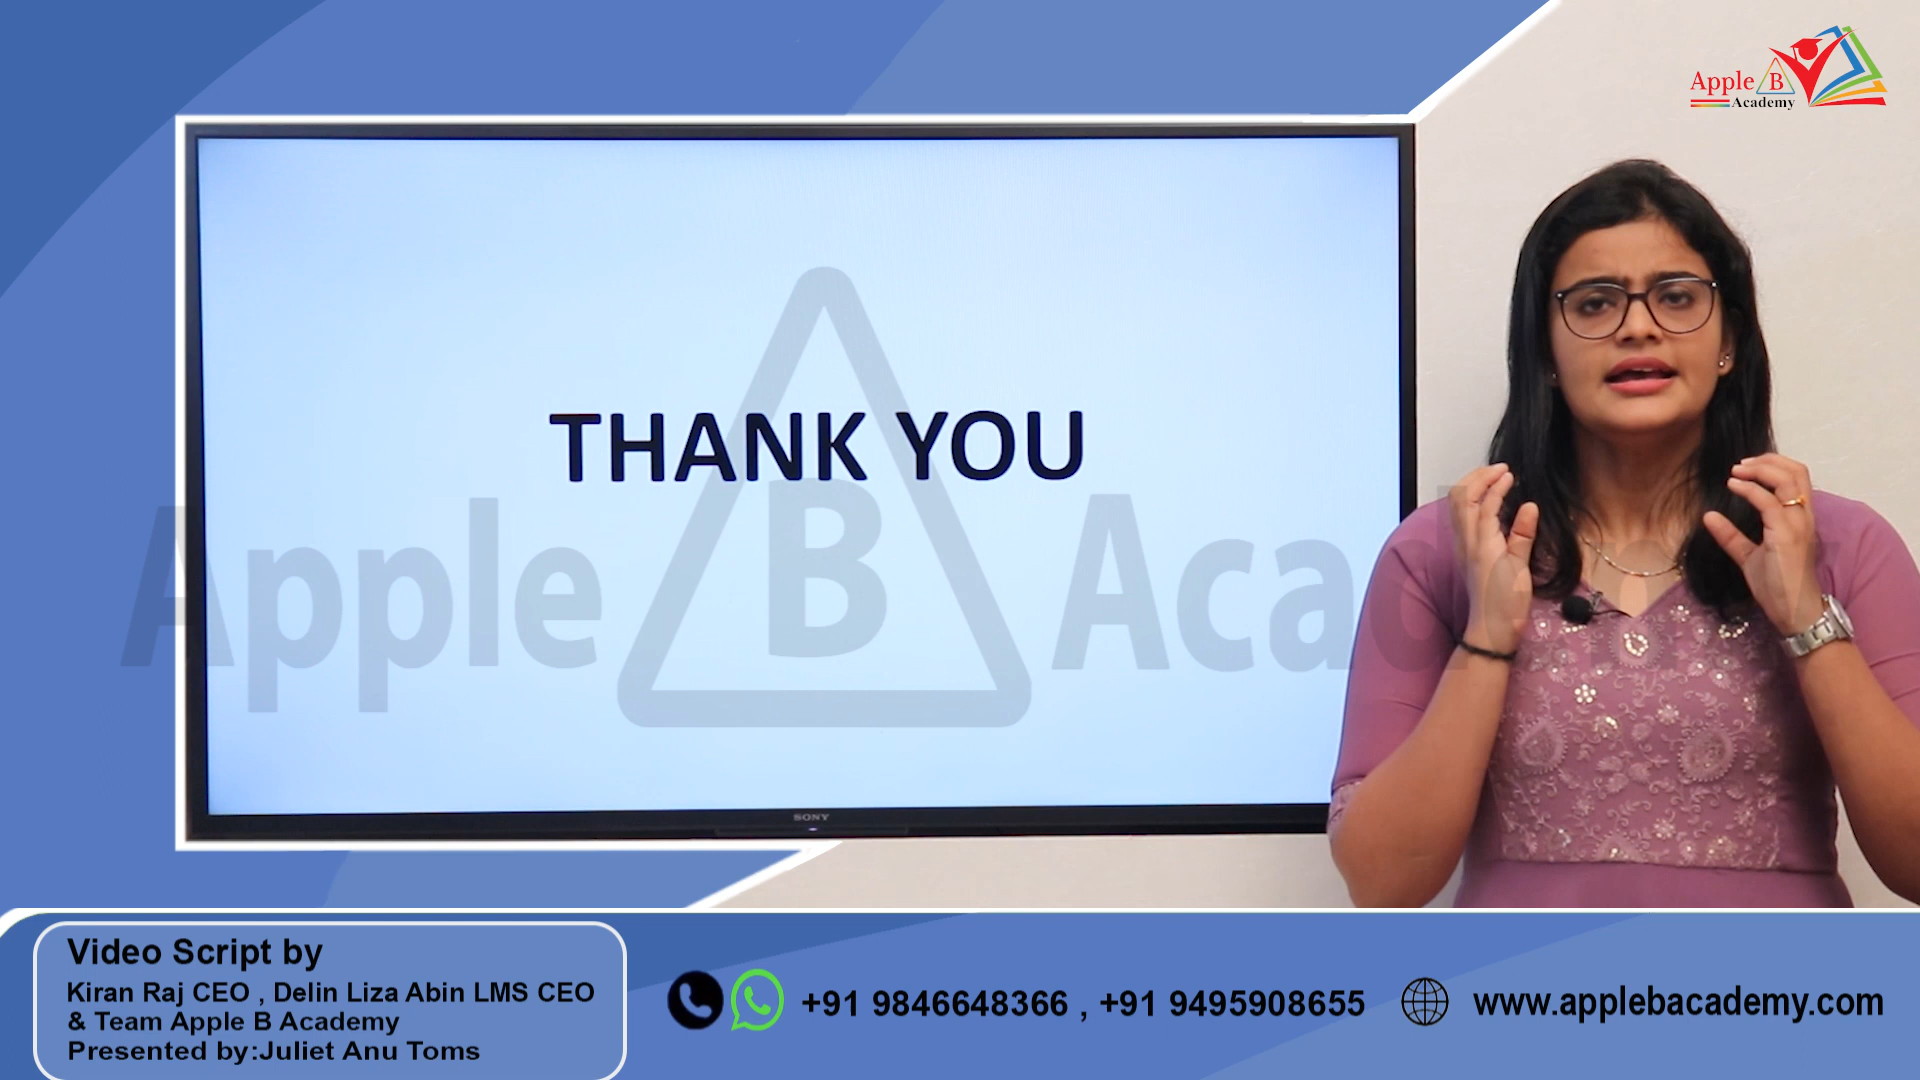 Apple B
Academy
THANK YOU
Apple B Academy
SONY
Video Script by
Kiran Raj CEO , Delin Liza Abin LMS CEO
& Team Apple B Academy
Presented by:Juliet Anu Toms
+91 9846648366 , +91 9495908655
www.applebacademy.com